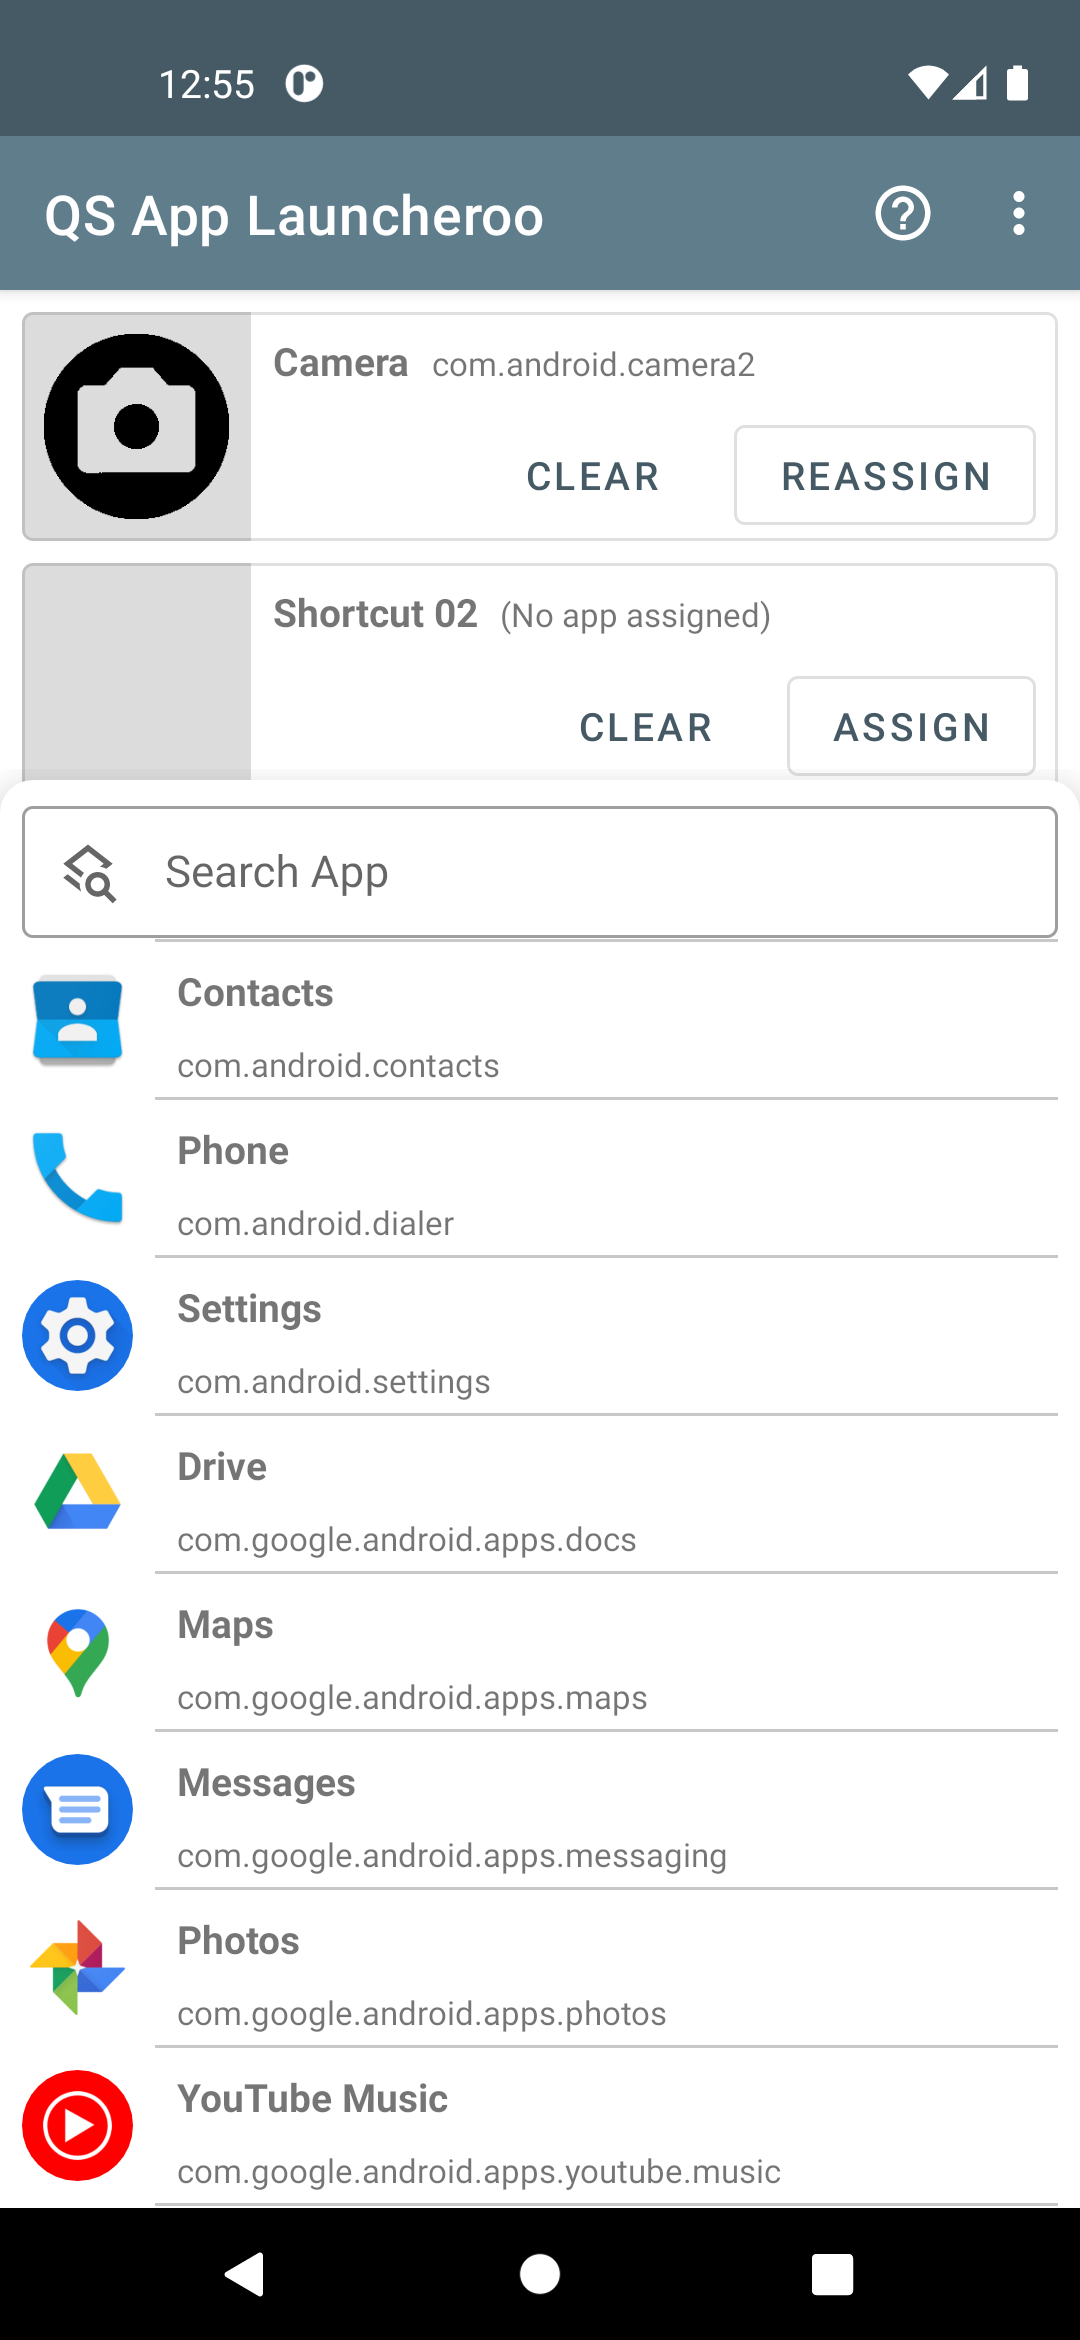 12:55
QS App Launcheroo
Camera com.android.camera2
CLEAR REASSIGN
Shortcut 02 (No app assigned)
CLEAR ASSIGN
Search App
Contacts
com.android.contacts
Phone
com.android.dialer
Settings
com.android.settings
Drive
com.google.android.apps.docs
Maps
com.google.android.apps.maps
Messages
com.google.android.apps.messaging
Photos
com.google.android.apps.photos
YouTube Music
com.google.android.apps.youtube.music